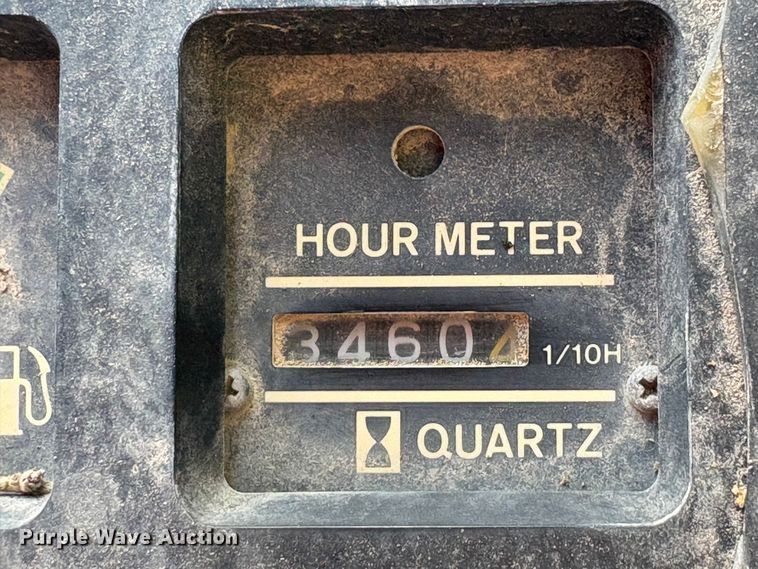 HOUR METER
34604 1/10H
QUARTZ
Purple Wave Auction